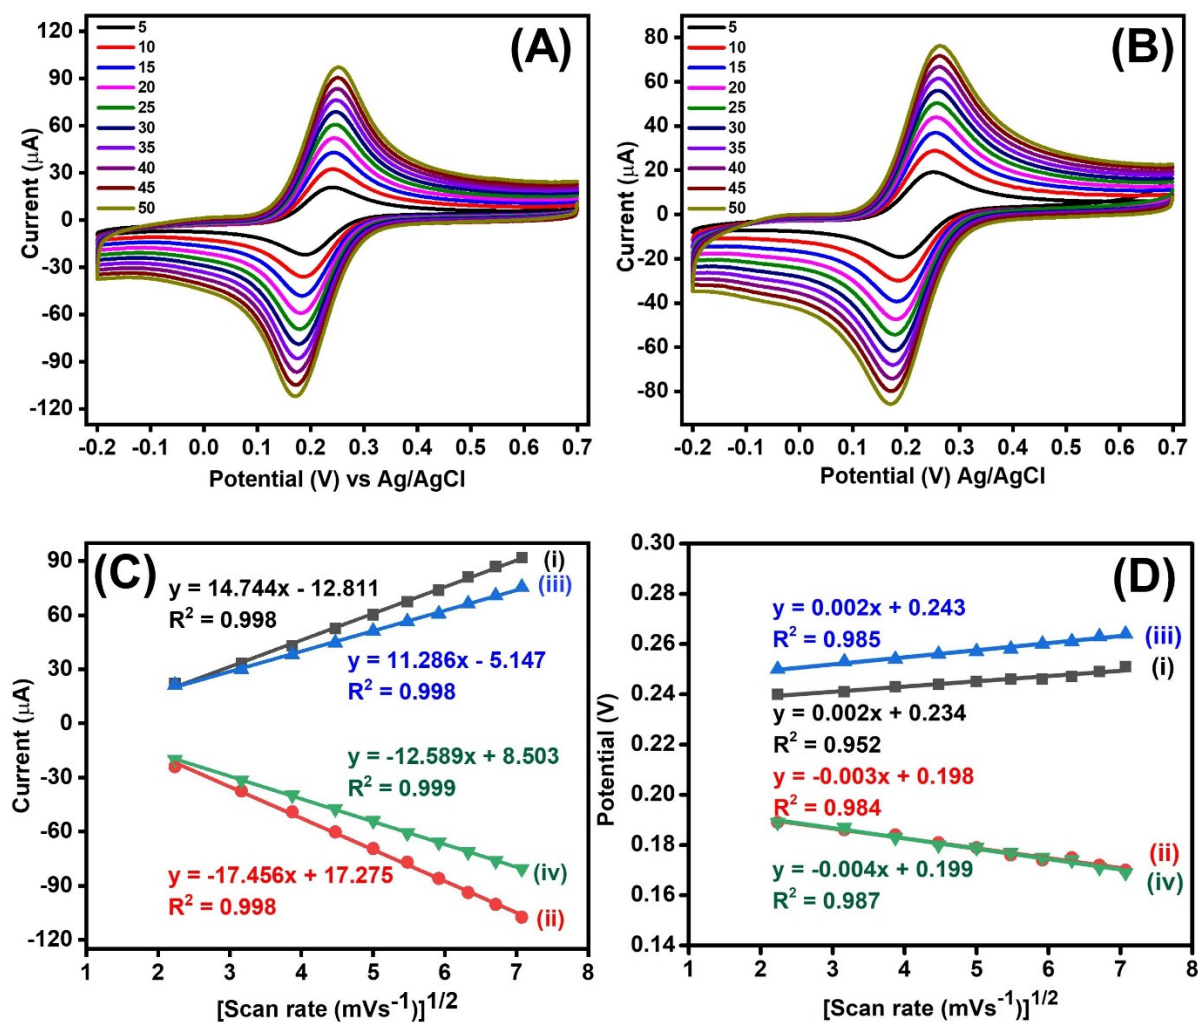 (A)
5
10
15
20
25
30
35
40
45
50
120
90
60
30
0
-30
-60
-90
-120
Current (μA)
-0.2 -0.1 0.0 0.1 0.2 0.3 0.4 0.5 0.6 0.7
Potential (V) vs Ag/AgCl
(B)
5
10
15
20
25
30
35
40
45
50
80
60
40
20
0
-20
-40
-60
-80
Current (μA)
-0.2 -0.1 0.0 0.1 0.2 0.3 0.4 0.5 0.6 0.7
Potential (V) Ag/AgCl
(C)
90
60
30
0
-30
-60
-90
-120
Current (μA)
y = 14.744x - 12.811
R² = 0.998
(i)
(iii)
y = 11.286x - 5.147
R² = 0.998
y = -12.589x + 8.503
R² = 0.999
y = -17.456x + 17.275
R² = 0.998
(iv)
(ii)
1 2 3 4 5 6 7 8
[Scan rate (mVs⁻¹)]¹/²
(D)
0.30
0.28
0.26
0.24
0.22
0.20
0.18
0.16
0.14
Potential (V)
y = 0.002x + 0.243
R² = 0.985
(iii)
(i)
y = 0.002x + 0.234
R² = 0.952
y = -0.003x + 0.198
R² = 0.984
(ii)
(iv)
y = -0.004x + 0.199
R² = 0.987
1 2 3 4 5 6 7 8
[Scan rate (mVs⁻¹)]¹/²